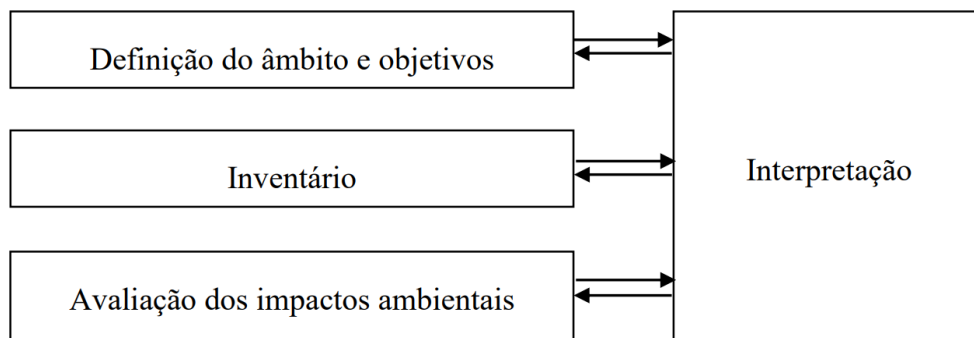 Definição do âmbito e objetivos
Inventário
Interpretação
Avaliação dos impactos ambientais